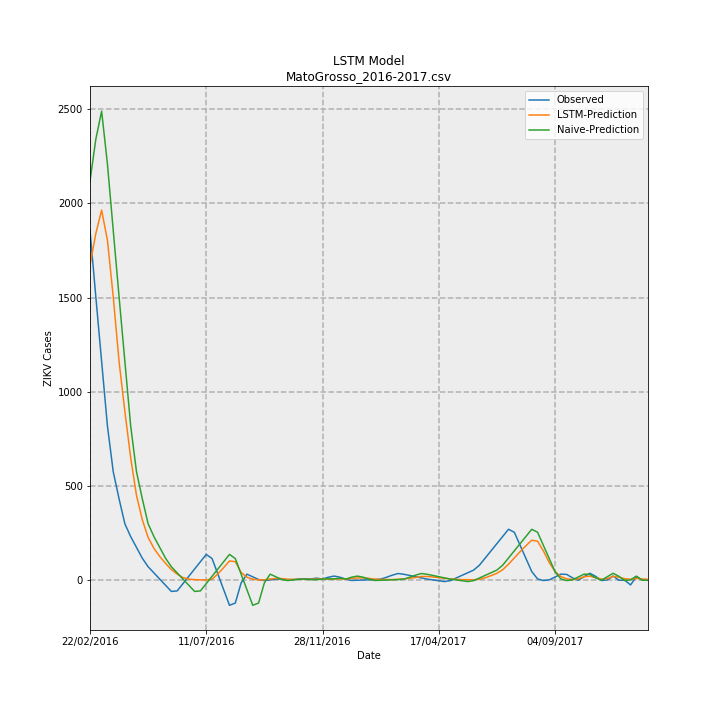 LSTM Model
MatoGrosso_2016-2017.csv
Observed
LSTM-Prediction
Naive-Prediction
2500
2000
1500
1000
500
0
ZIKV Cases
22/02/2016
11/07/2016
28/11/2016
17/04/2017
04/09/2017
Date